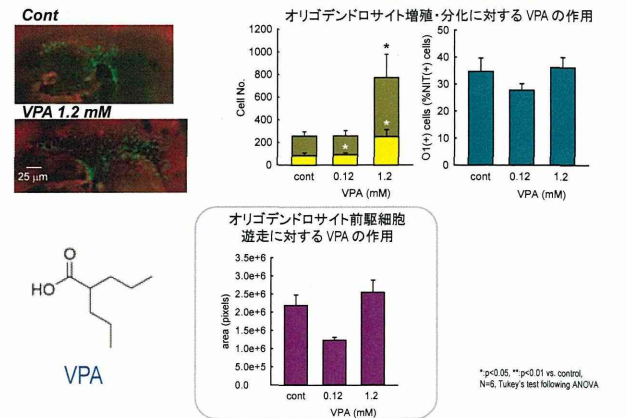 Cont
VPA 1.2 mM
25 μm
オリゴデンドロサイト増殖・分化に対するVPAの作用
1200
1000
800
600
400
200
0
Cell No.
*
*
*
cont 0.12 1.2
VPA (mM)
50
40
30
20
10
0
O1(+) cells (%NIT(+) cells)
cont 0.12 1.2
VPA (mM)
オリゴデンドロサイト前駆細胞
遊走に対するVPAの作用
3.5e+6
3.0e+6
2.5e+6
2.0e+6
1.5e+6
1.0e+6
5.0e+5
0.0
area (pixels)
cont 0.12 1.2
VPA (mM)
O
HO
VPA
*:p<0.05, **:p<0.01 vs. control,
N=6, Tukey's test following ANOVA